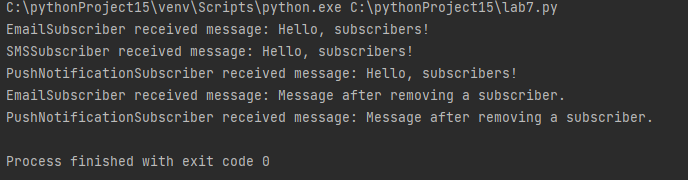 C:\pythonProject15\venv\Scripts\python.exe C:\pythonProject15\lab7.py
EmailSubscriber received message: Hello, subscribers!
SMSSubscriber received message: Hello, subscribers!
PushNotificationSubscriber received message: Hello, subscribers!
EmailSubscriber received message: Message after removing a subscriber.
PushNotificationSubscriber received message: Message after removing a subscriber.
Process finished with exit code 0